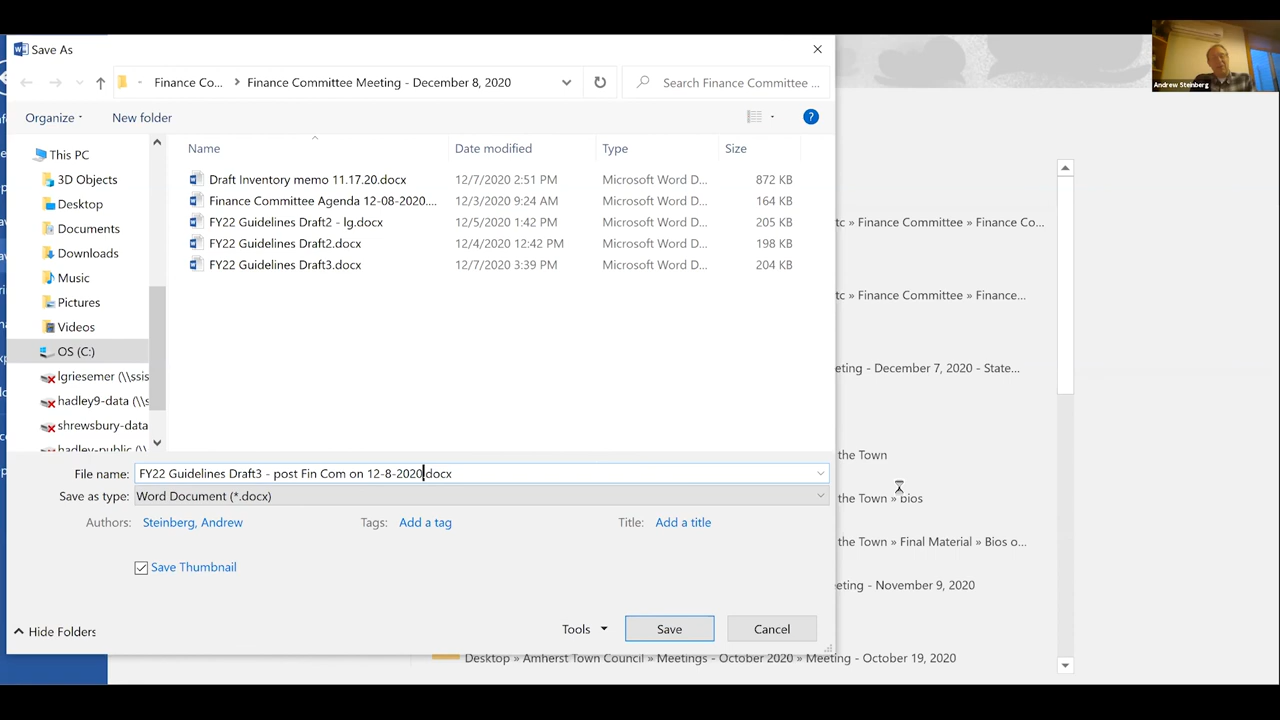 Save As
Andrew Steinberg
Finance Co... Finance Committee Meeting - December 8, 2020 Search Finance Committee ...
Organize New folder
Name Date modified Type Size
This PC
3D Objects
Desktop
Documents
Downloads
Music
Pictures
Videos
OS (C:)
lgriesemer (\\ssis
hadley9-data (\\s
shrewsbury-data
hadley-public (\\s
Draft Inventory memo 11.17.20.docx 12/7/2020 2:51 PM Microsoft Word D... 872 KB
Finance Committee Agenda 12-08-2020.... 12/3/2020 9:24 AM Microsoft Word D... 164 KB
FY22 Guidelines Draft2 - lg.docx 12/5/2020 1:42 PM Microsoft Word D... 205 KB
FY22 Guidelines Draft2.docx 12/4/2020 12:42 PM Microsoft Word D... 198 KB
FY22 Guidelines Draft3.docx 12/7/2020 3:39 PM Microsoft Word D... 204 KB
tc » Finance Committee » Finance Co...
tc » Finance Committee » Finance...
eting - December 7, 2020 - State...
the Town
the Town » bios
the Town » Final Material » Bios o...
eting - November 9, 2020
Desktop » Amherst Town Council » Meetings - October 2020 » Meeting - October 19, 2020
File name: FY22 Guidelines Draft3 - post Fin Com on 12-8-2020.docx
Save as type: Word Document (*.docx)
Authors: Steinberg, Andrew Tags: Add a tag Title: Add a title
Save Thumbnail
Hide Folders Tools Save Cancel